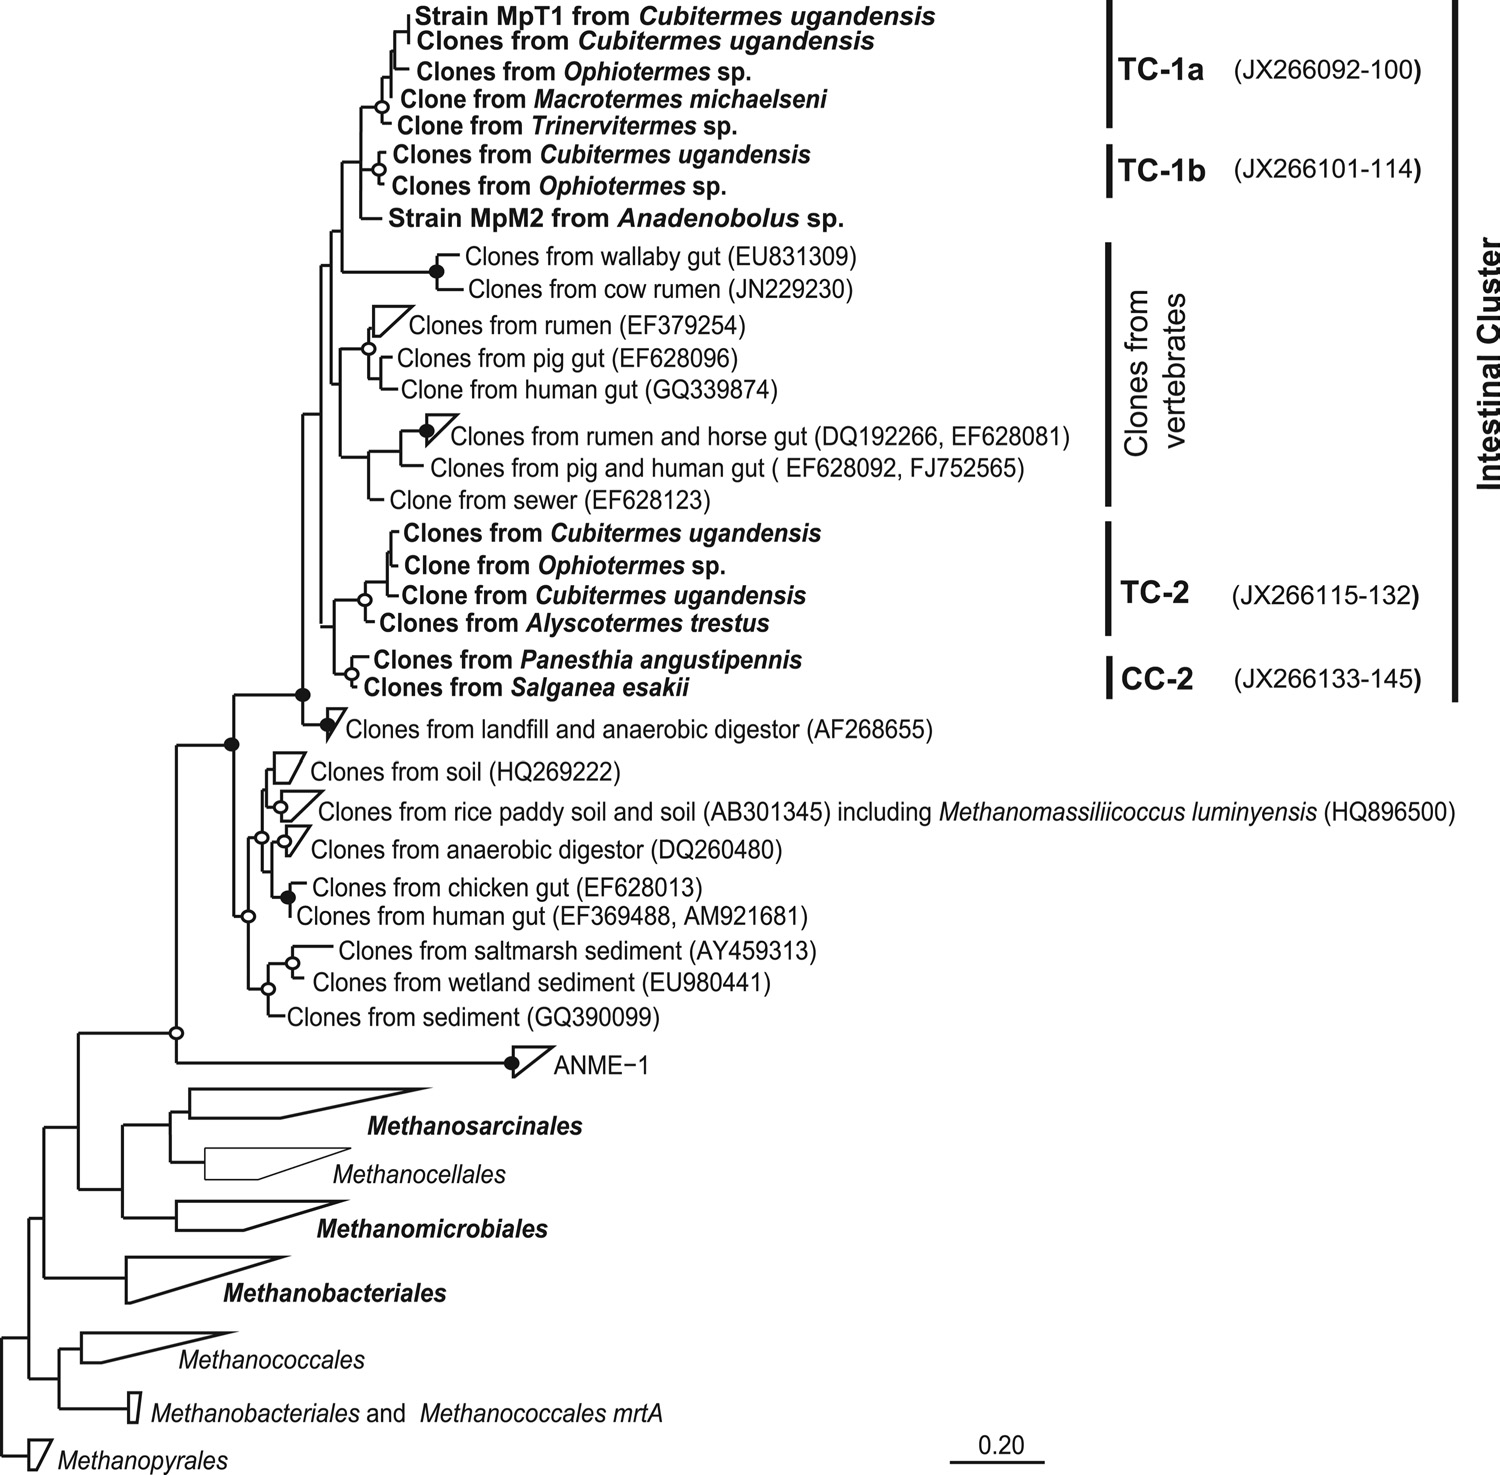 Strain MpT1 from Cubitermes ugandensis
Clones from Cubitermes ugandensis
Clones from Ophiotermes sp.
Clone from Macrotermes michaelseni
Clone from Trinervitermes sp.
TC-1a (JX266092-100)
Clones from Cubitermes ugandensis
Clones from Ophiotermes sp.
TC-1b (JX266101-114)
Strain MpM2 from Anadenobolus sp.
Clones from wallaby gut (EU831309)
Clones from cow rumen (JN229230)
Clones from rumen (EF379254)
Clones from pig gut (EF628096)
Clone from human gut (GQ339874)
Clones from rumen and horse gut (DQ192266, EF628081)
Clones from pig and human gut ( EF628092, FJ752565)
Clone from sewer (EF628123)
Clones from
vertebrates
Intestinal Cluster
Clones from Cubitermes ugandensis
Clone from Ophiotermes sp.
Clone from Cubitermes ugandensis
Clones from Alyscotermes trestus
TC-2 (JX266115-132)
Clones from Panesthia angustipennis
Clones from Salganea esakii
CC-2 (JX266133-145)
Clones from landfill and anaerobic digestor (AF268655)
Clones from soil (HQ269222)
Clones from rice paddy soil and soil (AB301345) including Methanomassiliicoccus luminyensis (HQ896500)
Clones from anaerobic digestor (DQ260480)
Clones from chicken gut (EF628013)
Clones from human gut (EF369488, AM921681)
Clones from saltmarsh sediment (AY459313)
Clones from wetland sediment (EU980441)
Clones from sediment (GQ390099)
ANME−1
Methanosarcinales
Methanocellales
Methanomicrobiales
Methanobacteriales
Methanococcales
Methanobacteriales and Methanococcales mrtA
Methanopyrales
0.20